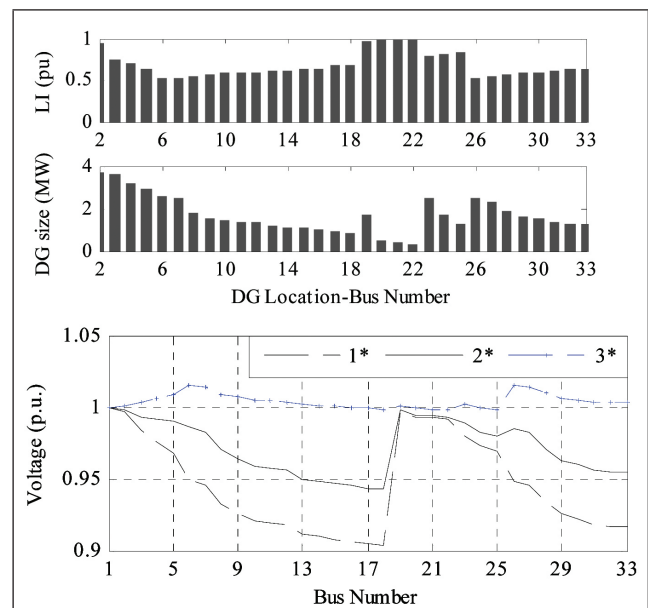 LI (pu)
1
0.5
0
2 6 10 14 18 22 26 30 33
DG size (MW)
4
2
0
2 6 10 14 18 22 26 30 33
DG Location-Bus Number
Voltage (p.u.)
1.05
1
0.95
0.9
1* 2* 3*
1 5 9 13 17 21 25 29 33
Bus Number